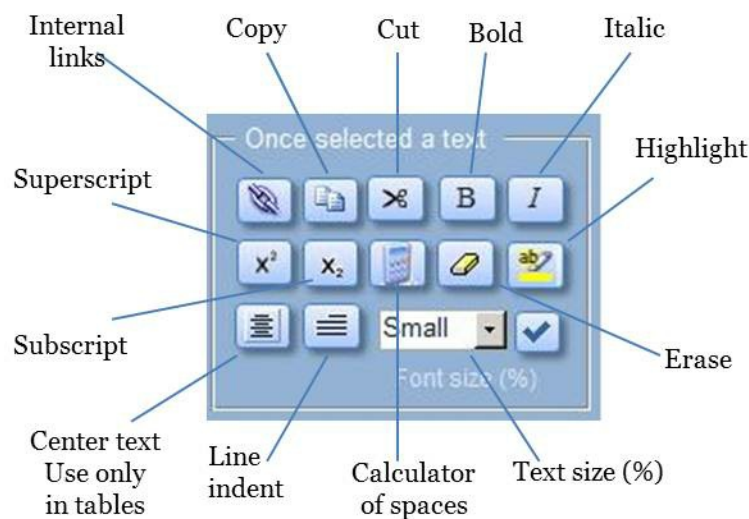 Internal
links
Copy
Cut
Bold
Italic
Once selected a text
Highlight
Superscript
B
I
x²
x₂
ab
Subscript
Small
Font size (%)
Erase
Center text
Use only
in tables
Line
indent
Calculator
of spaces
Text size (%)